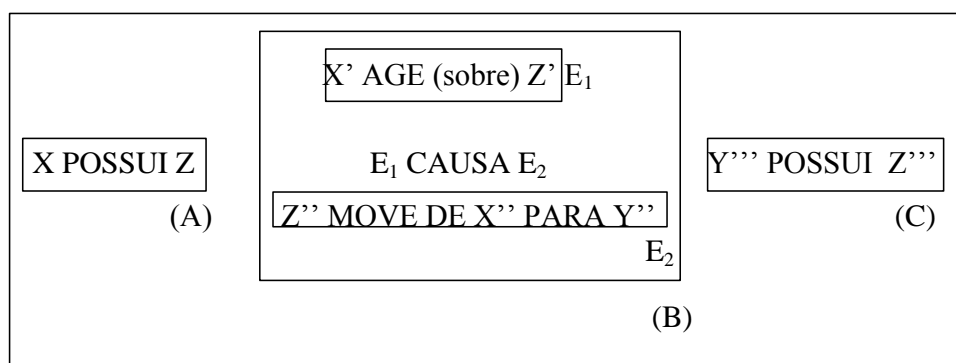 X’ AGE (sobre) Z’ E₁
X POSSUI Z
E₁ CAUSA E₂
Y’’’ POSSUI Z’’’
(A)
Z’’ MOVE DE X’’ PARA Y’’
(C)
E₂
(B)